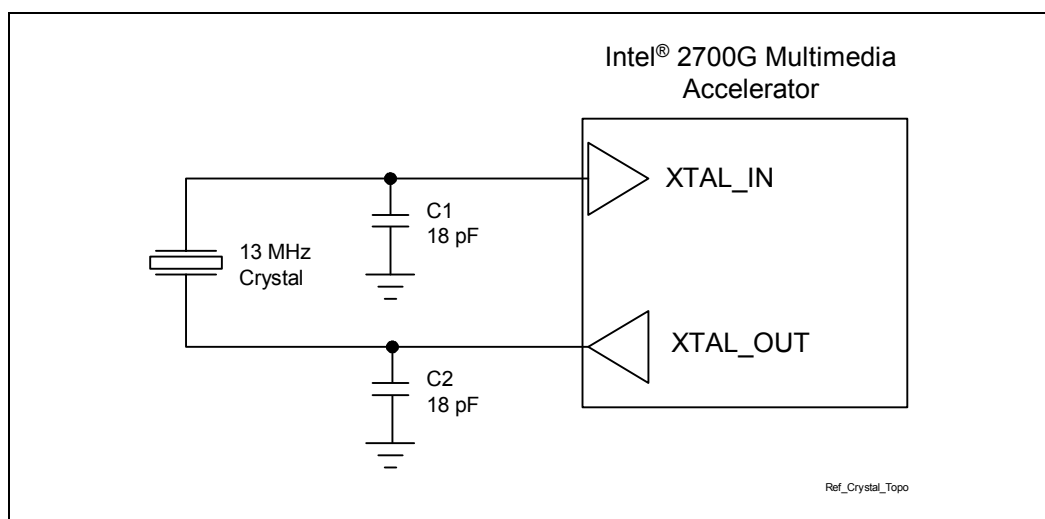 Intel® 2700G Multimedia
Accelerator
XTAL_IN
C1
18 pF
13 MHz
Crystal
XTAL_OUT
C2
18 pF
Ref_Crystal_Topo